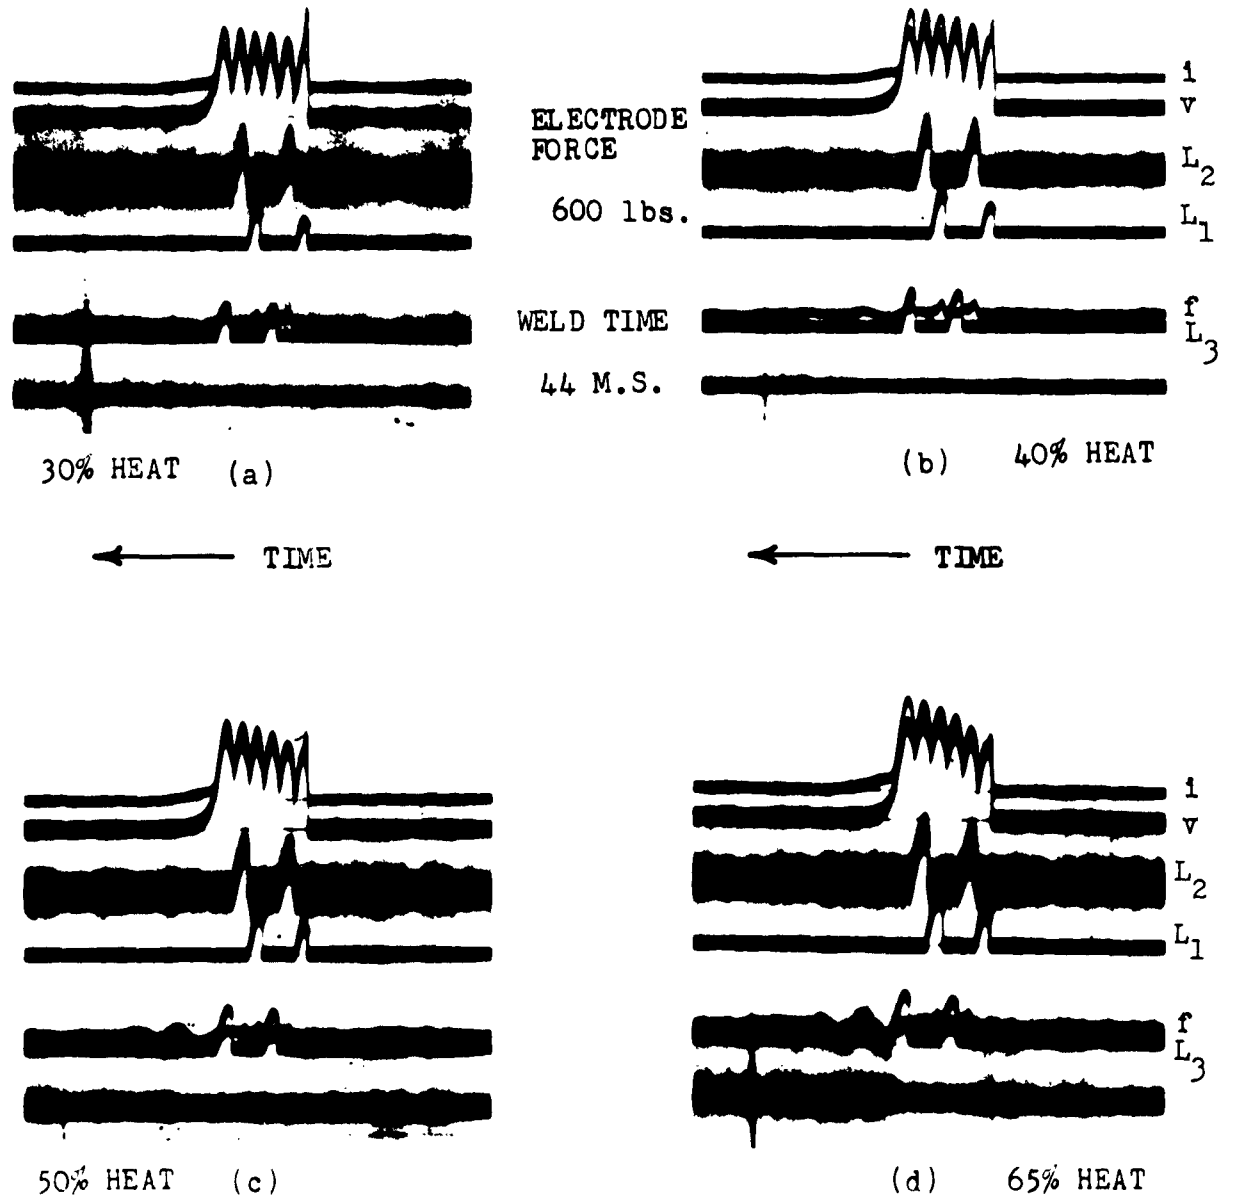 i
v
ELECTRODE
FORCE
L2
600 lbs.
L1
WELD TIME
f
L3
44 M.S.
30% HEAT (a)
(b) 40% HEAT
TIME
TIME
i
v
L2
L1
f
L3
50% HEAT (c)
(d) 65% HEAT